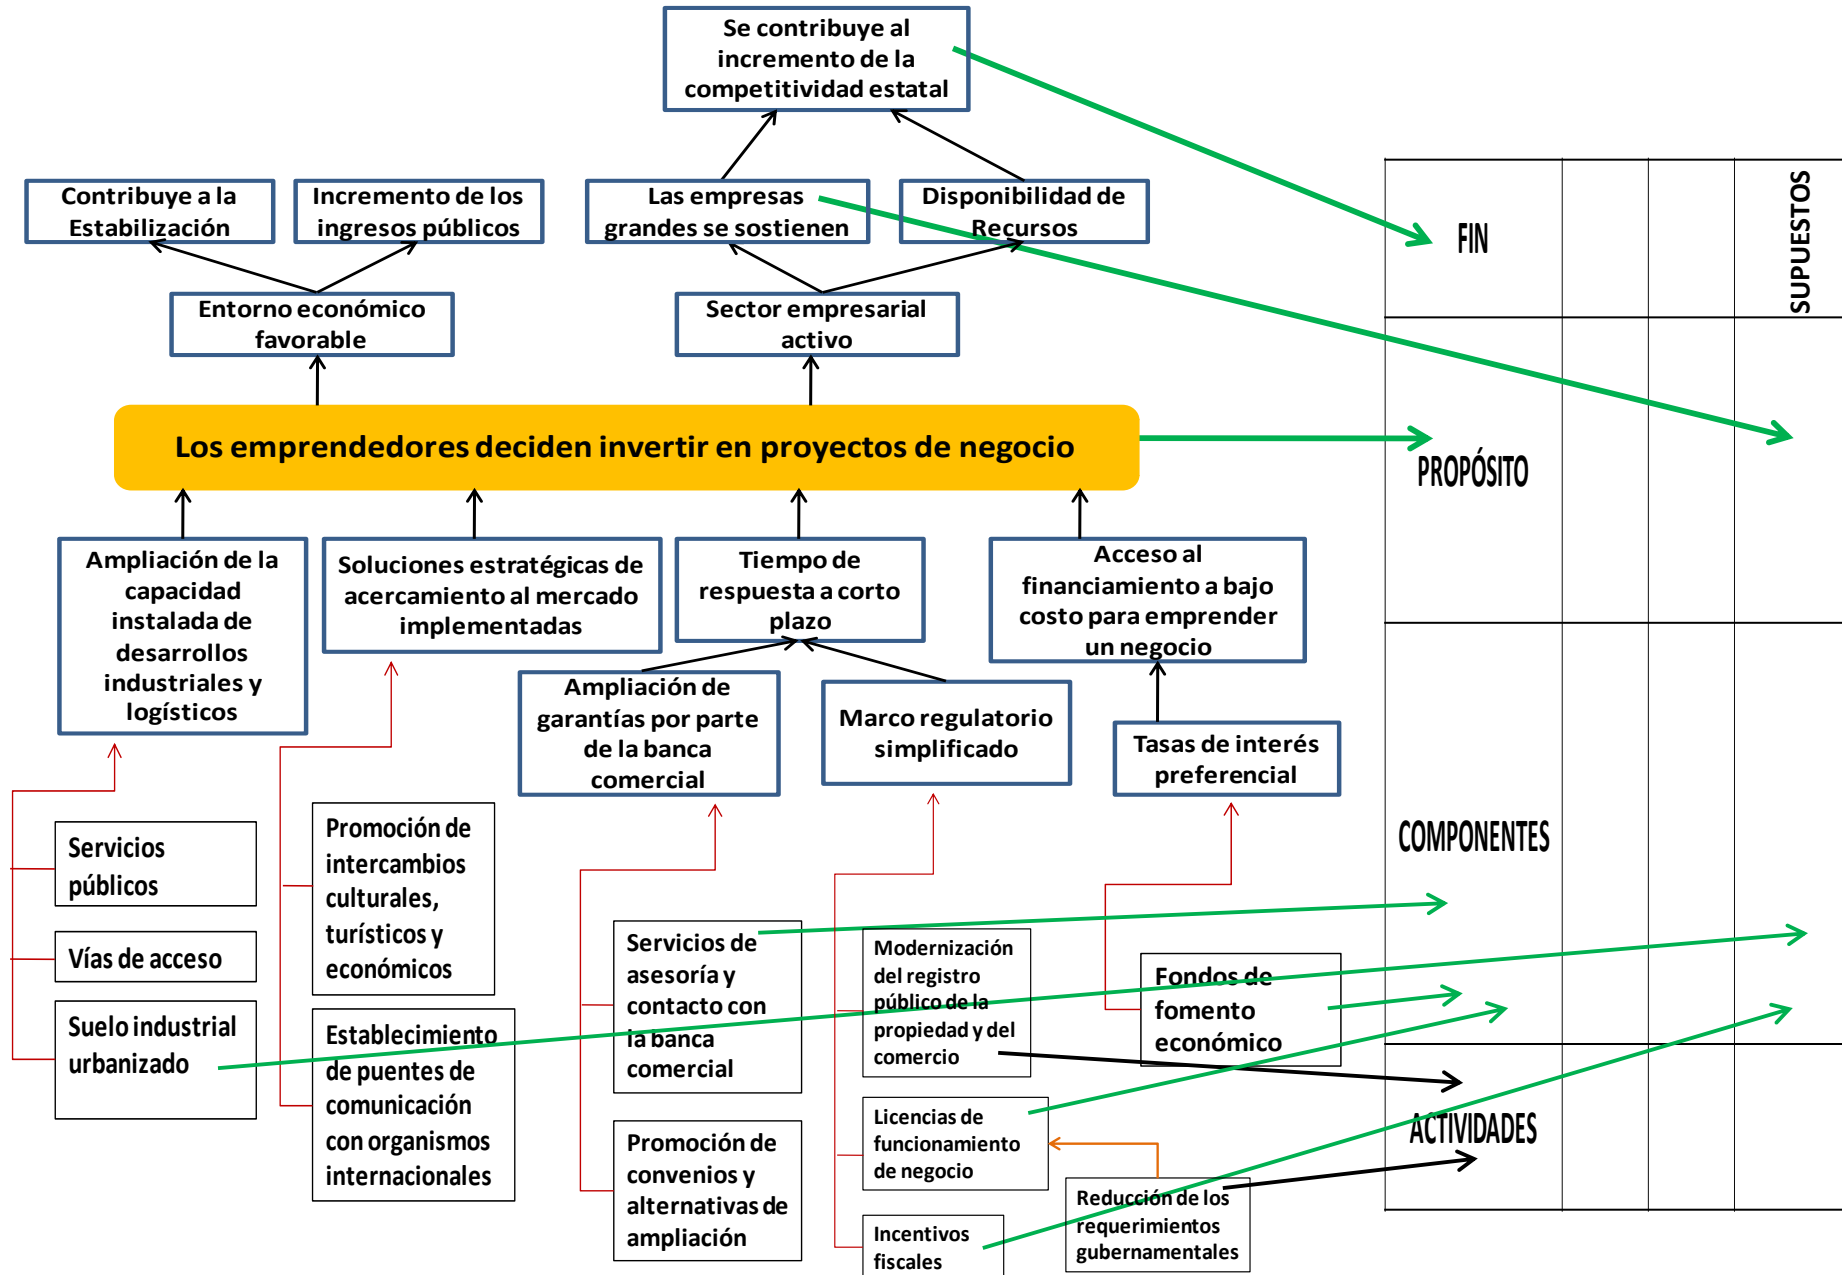 Se contribuye al
incremento de la
competitividad estatal
Contribuye a la
Estabilización
Incremento de los
ingresos públicos
Las empresas
grandes se sostienen
Disponibilidad de
Recursos
Entorno económico
favorable
Sector empresarial
activo
Los emprendedores deciden invertir en proyectos de negocio
Ampliación de la
capacidad
instalada de
desarrollos
industriales y
logísticos
Soluciones estratégicas de
acercamiento al mercado
implementadas
Tiempo de
respuesta a corto
plazo
Acceso al
financiamiento a bajo
costo para emprender
un negocio
Ampliación de
garantías por parte
de la banca
comercial
Marco regulatorio
simplificado
Tasas de interés
preferencial
Servicios
públicos
Vías de acceso
Suelo industrial
urbanizado
Promoción de
intercambios
culturales,
turísticos y
económicos
Establecimiento
de puentes de
comunicación
con organismos
internacionales
Servicios de
asesoría y
contacto con
la banca
comercial
Promoción de
convenios y
alternativas de
ampliación
Modernización
del registro
público de la
propiedad y del
comercio
Licencias de
funcionamiento
de negocio
Incentivos
fiscales
Fondos de
fomento
económico
Reducción de los
requerimientos
gubernamentales
FIN
SUPUESTOS
PROPÓSITO
COMPONENTES
ACTIVIDADES